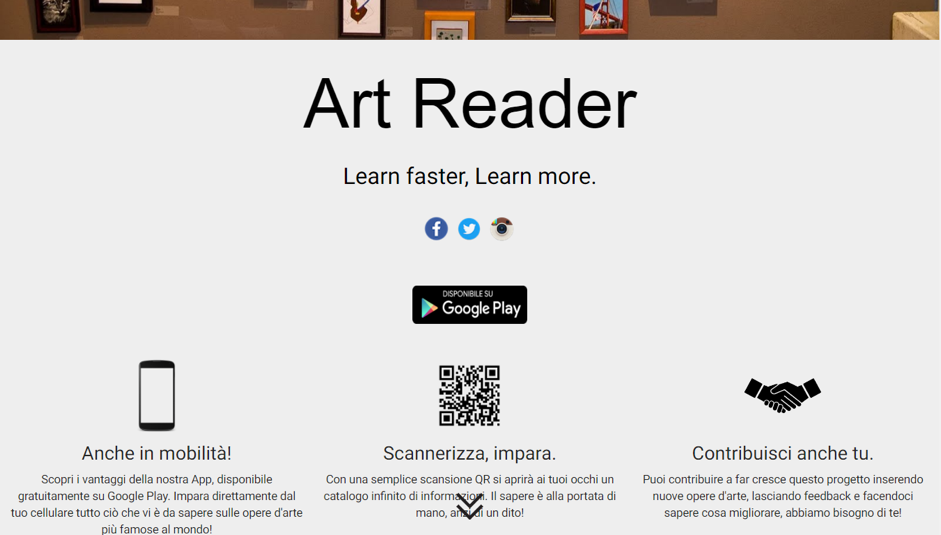 Art Reader
Learn faster, Learn more.
DISPONIBILE SU
Google Play
Anche in mobilità!
Scopri i vantaggi della nostra App, disponibile
gratuitamente su Google Play. Impara direttamente dal
tuo cellulare tutto ciò che vi è da sapere sulle opere d'arte
più famose al mondo!
Scannerizza, impara.
Con una semplice scansione QR si aprirà ai tuoi occhi un
catalogo infinito di informazioni. Il sapere è alla portata di
mano, anzi di un dito!
Contribuisci anche tu.
Puoi contribuire a far cresce questo progetto inserendo
nuove opere d'arte, lasciando feedback e facendoci
sapere cosa migliorare, abbiamo bisogno di te!